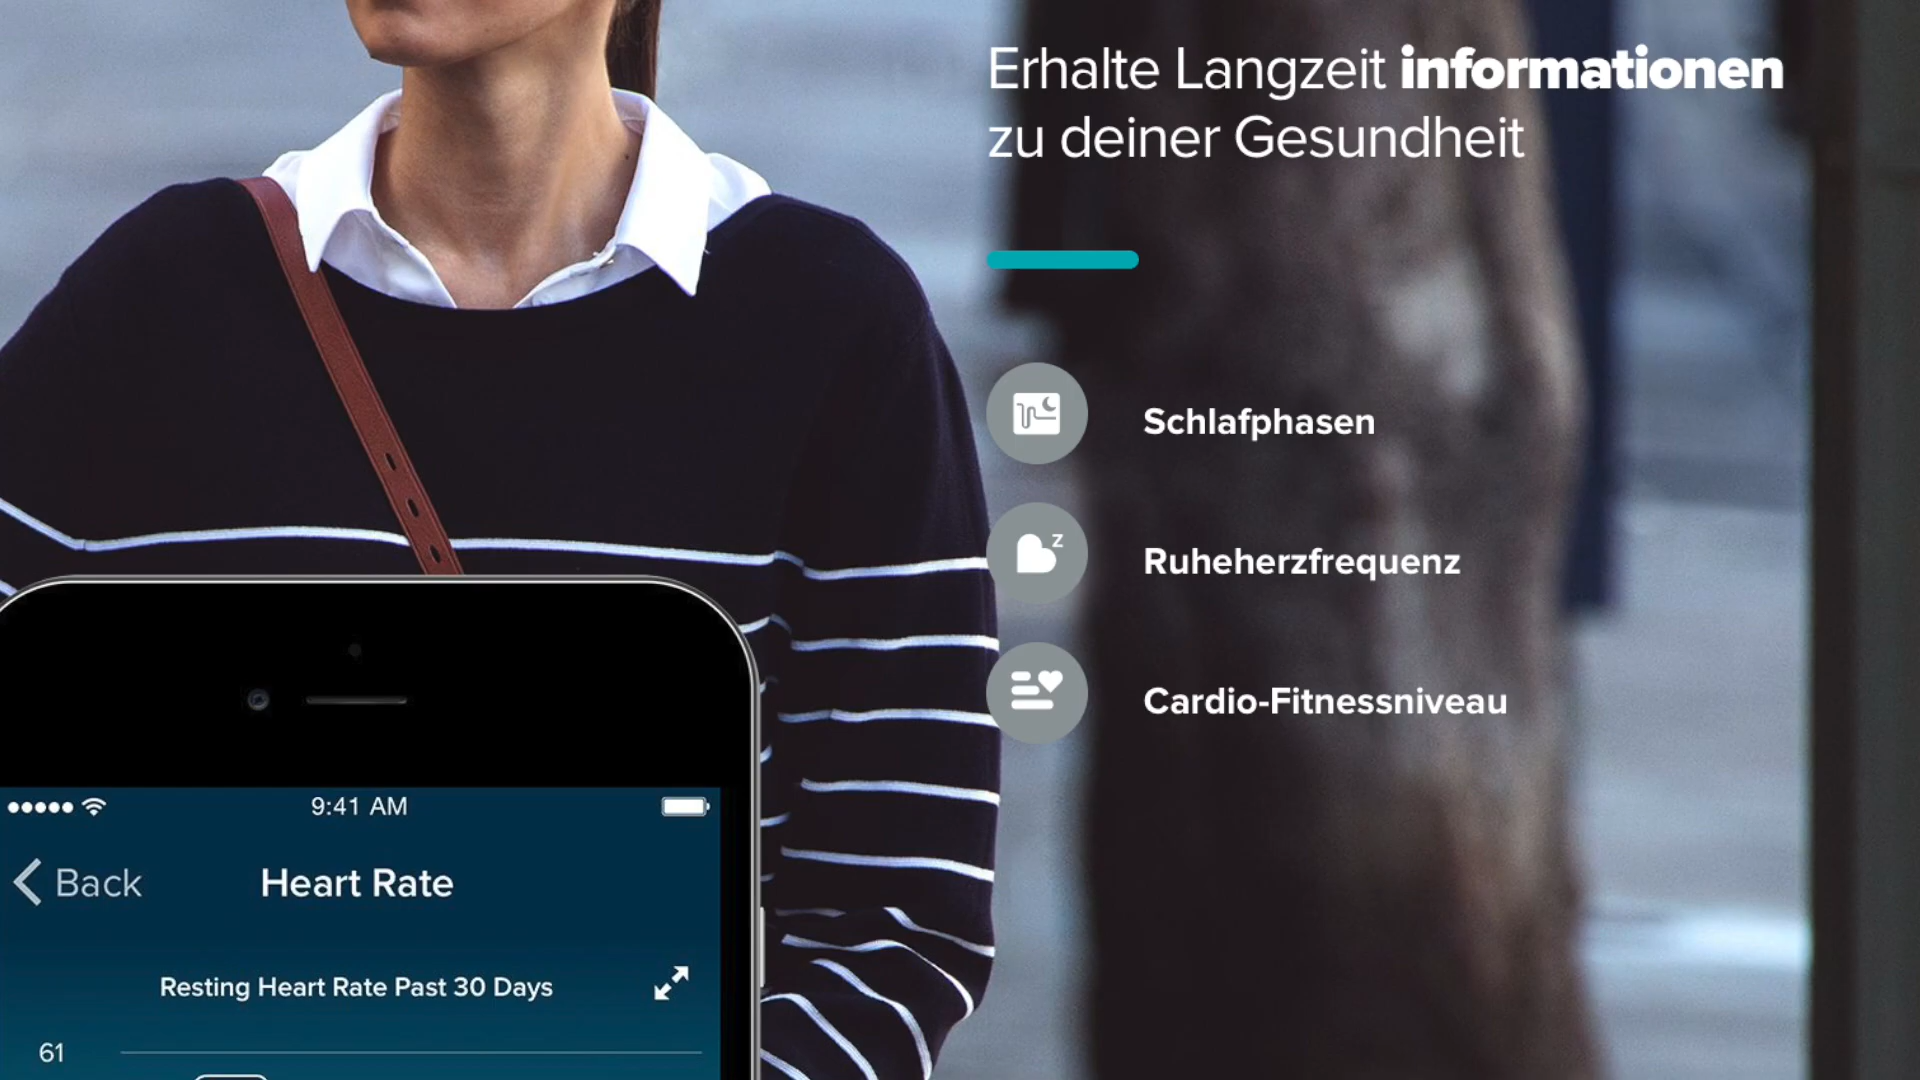 Erhalte Langzeit informationen
zu deiner Gesundheit
Schlafphasen
z
Ruheherzfrequenz
Cardio-Fitnessniveau
9:41 AM
Back
Heart Rate
Resting Heart Rate Past 30 Days
61